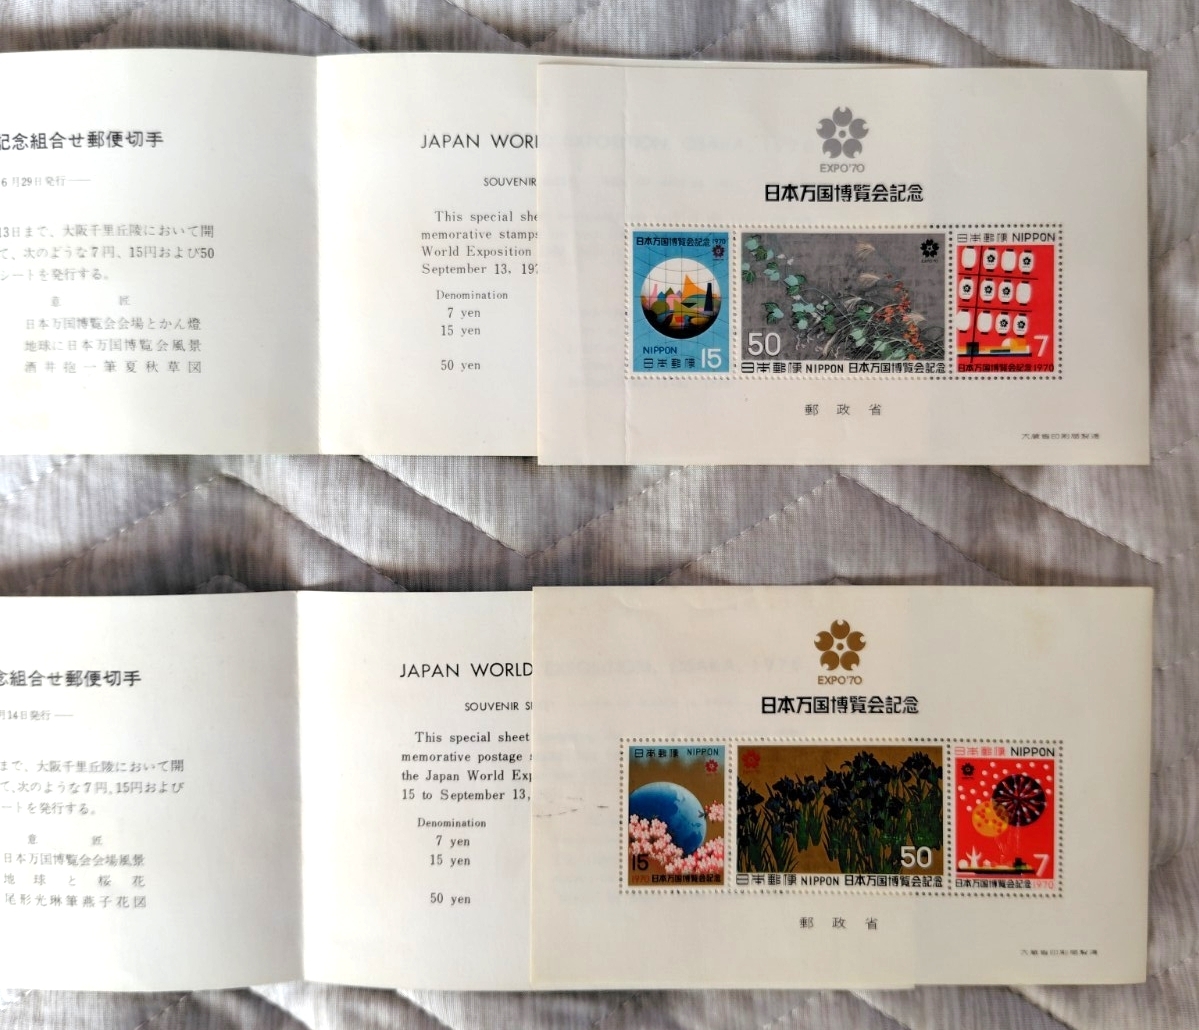 記念組合せ郵便切手
6月29日発行──
13日まで、大阪千里丘陵において開
て、次のような7円、15円および50
シートを発行する。
意 匠
日本万国博覧会会場とかん燈
地球に日本万国博覧会風景
酒井抱一筆夏秋草図
JAPAN WORL
SOUVENIR
This special she
memorative stamps
World Exposition
September 13, 197
Denomination
7 yen
15 yen
50 yen
EXPO'70
日本万国博覧会記念
日本万国博覧会記念 1970
NIPPON
日本郵便 15
50
日本郵便 NIPPON 日本万国博覧会記念 1970
日本郵便 NIPPON
7
日本万国博覧会記念 1970
郵政省
大蔵省印刷局製造
念組合せ郵便切手
月14日発行──
まで、大阪千里丘陵において開
て、次のような7円、15円および
ートを発行する。
意 匠
日本万国博覧会会場風景
地球と桜花
尾形光琳筆燕子花図
JAPAN WORLD
SOUVENIR S
This special sheet
memorative postage
the Japan World Exp
15 to September 13,
Denomination
7 yen
15 yen
50 yen
EXPO'70
日本万国博覧会記念
日本郵便 NIPPON
15
1970 日本万国博覧会記念
50
日本郵便 NIPPON 日本万国博覧会記念
日本郵便 NIPPON
7
日本万国博覧会記念 1970
郵政省
大蔵省印刷局製造